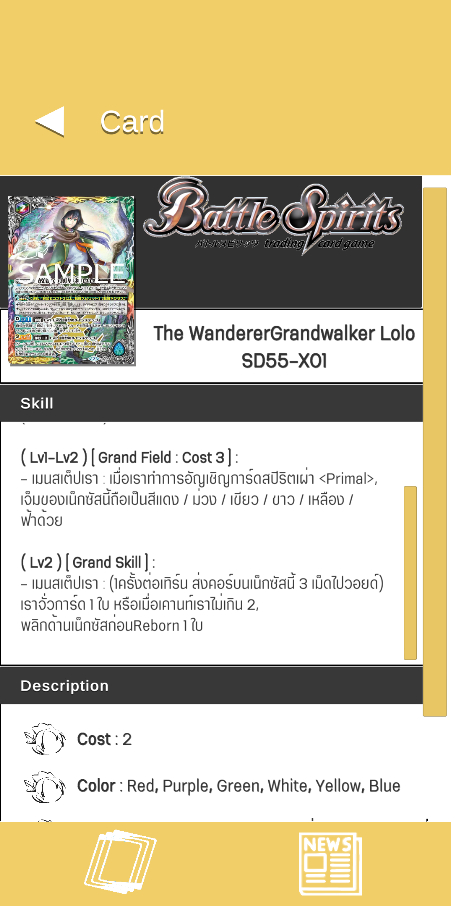 Card
Battle Spirits
バトルスピリッツ trading card game
SAMPLE
The WandererGrandwalker Lolo
SD55-X01
Skill
( Lv1-Lv2 ) [ Grand Field : Cost 3 ] :
- เมนสเต็ปเรา : เมื่อเราทำการอัญเชิญการ์ดสปิริตเผ่า <Primal>,
เจ็มของเน็กซัสนี้ถือเป็นสีแดง / ม่วง / เขียว / ขาว / เหลือง /
ฟ้าด้วย
( Lv2 ) [ Grand Skill ] :
- เมนสเต็ปเรา : (1ครั้งต่อเทิร์น ส่งคอร์บนเน็กซัสนี้ 3 เม็ดไปวอยด์)
เราจั่วการ์ด 1 ใบ หรือเมื่อเคานท์เราไม่เกิน 2,
พลิกด้านเน็กซัสก่อนReborn 1 ใบ
Description
Cost : 2
Color : Red, Purple, Green, White, Yellow, Blue
NEWS